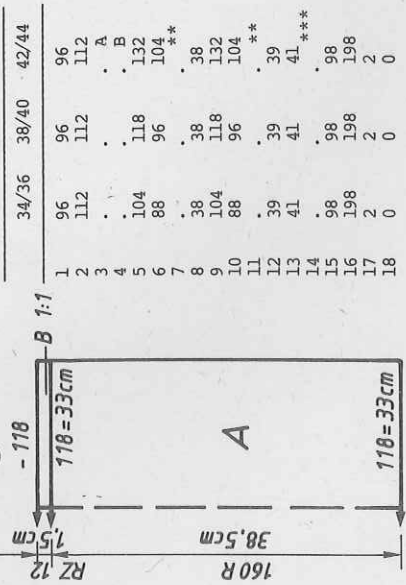 34/36 38/40 42/44
1 96 96 96
2 112 112 112
3 . . . A
4 . . . B
5 104 118 132
6 88 96 104
7 . . . **
8 38 38 38
9 104 118 132
10 88 96 104
11 . . . **
12 39 39 39
13 41 41 41
14 . . . ***
15 98 98 98
16 198 198 198
17 2 2 2
18 0 0 0
- 118
B 1:1
118=33cm
A
118=33cm
1,5cm
38,5cm
RZ 12
160 R